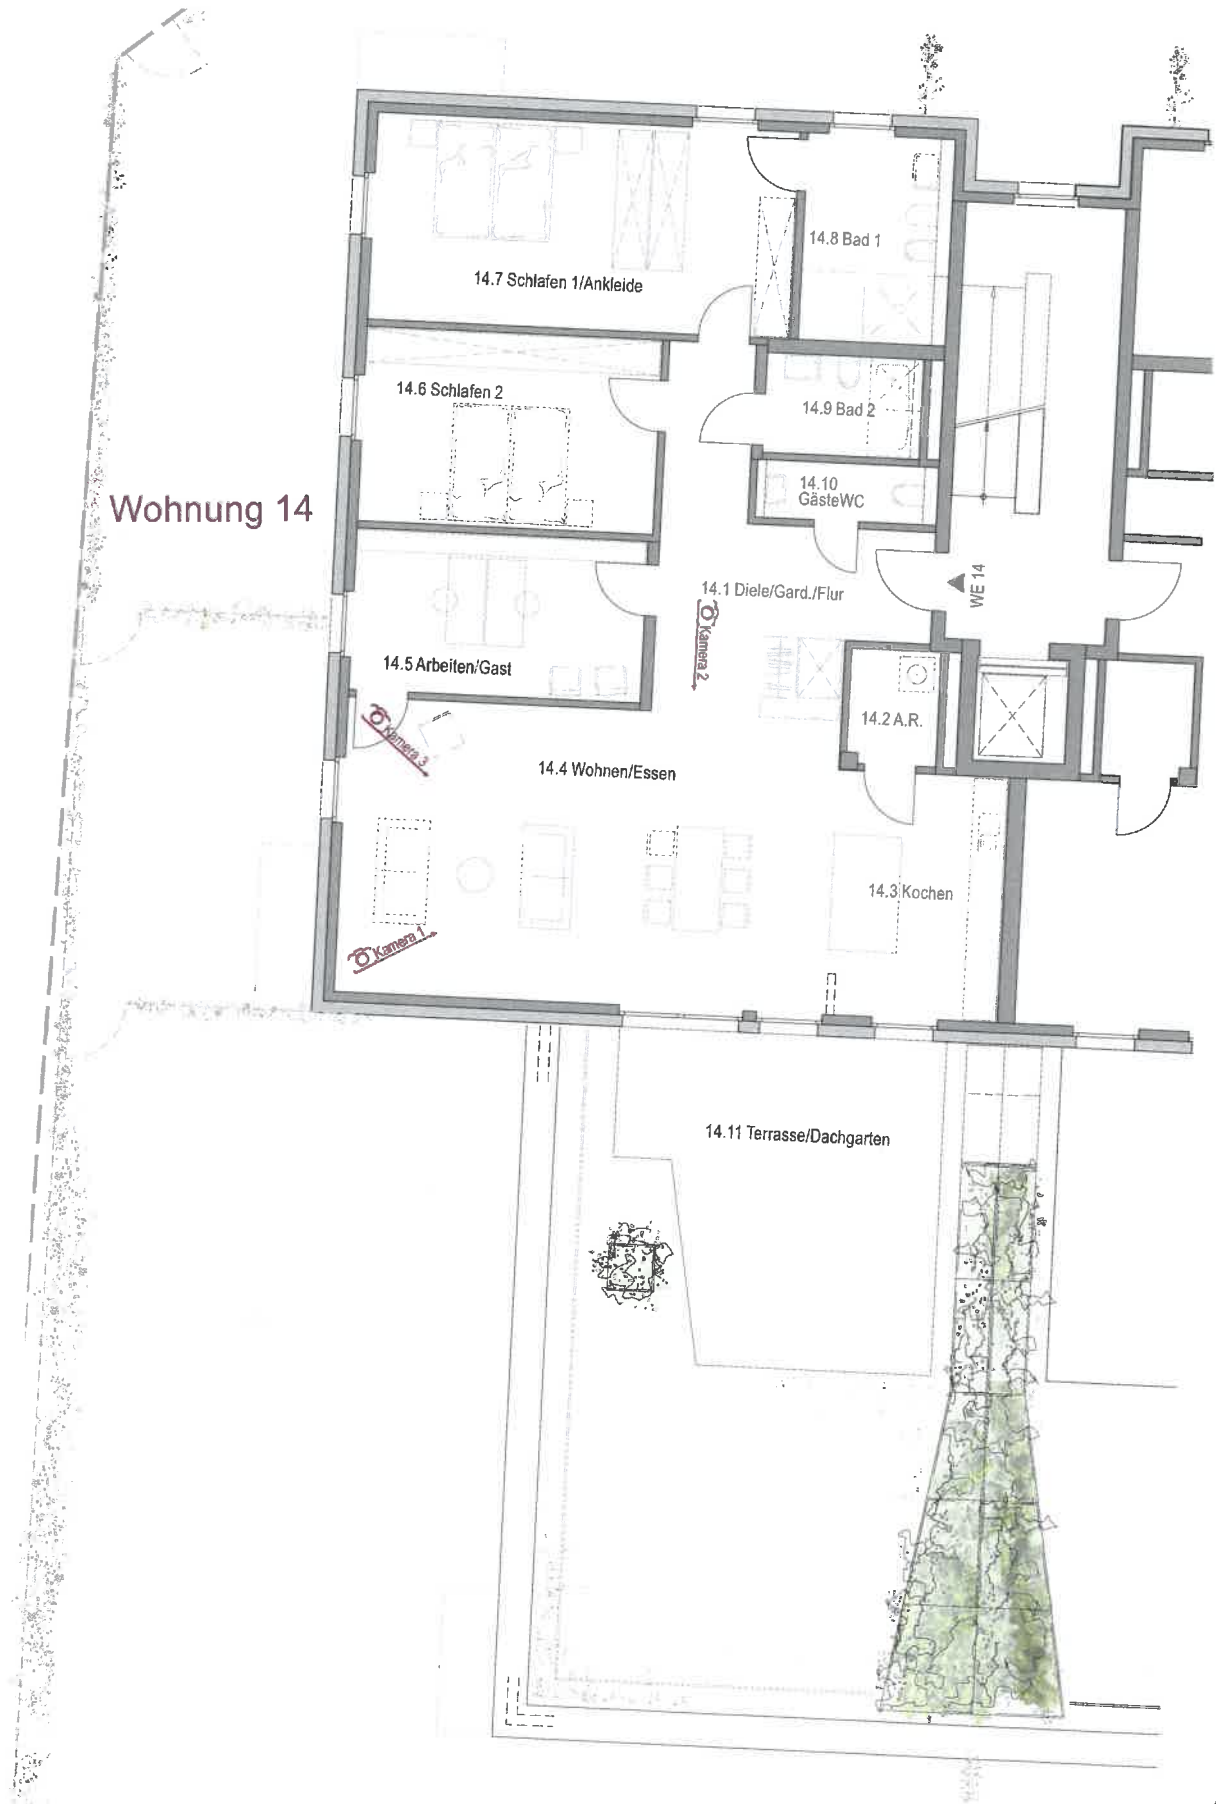 14.8 Bad 1
14.7 Schlafen 1/Ankleide
14.6 Schlafen 2
14.9 Bad 2
14.10
GästeWC
Wohnung 14
14.1 Diele/Gard./Flur
WE 14
Kamera 2
14.5 Arbeiten/Gast
14.2 A.R.
Kamera 3
14.4 Wohnen/Essen
14.3 Kochen
Kamera 1
14.11 Terrasse/Dachgarten